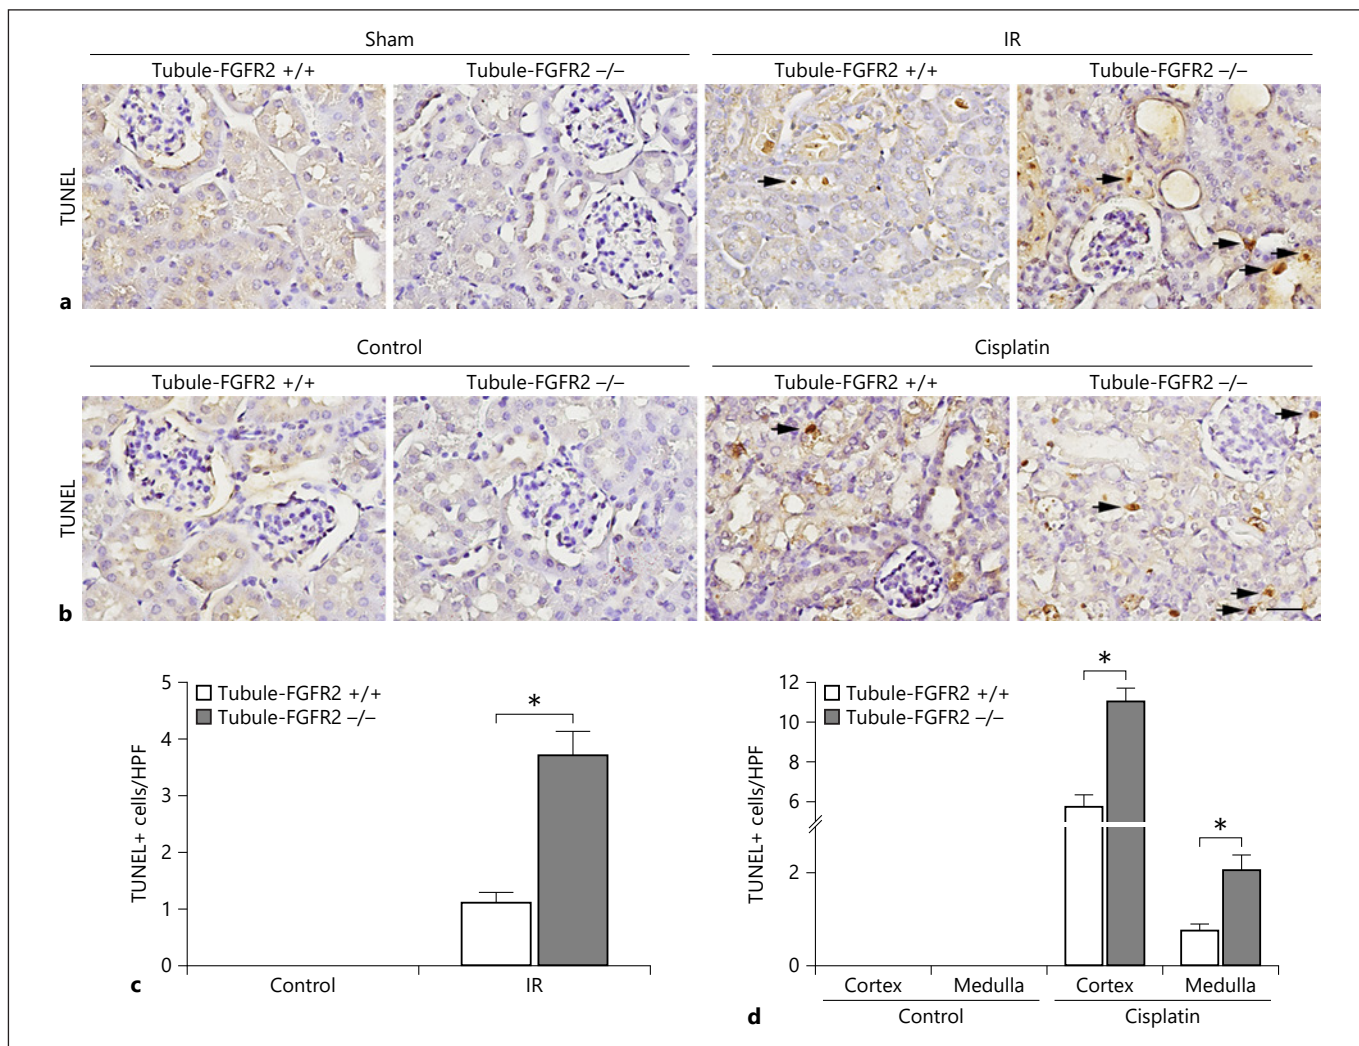 Sham IR
Tubule-FGFR2 +/+ Tubule-FGFR2 –/– Tubule-FGFR2 +/+ Tubule-FGFR2 –/–
TUNEL
a
Control Cisplatin
Tubule-FGFR2 +/+ Tubule-FGFR2 –/– Tubule-FGFR2 +/+ Tubule-FGFR2 –/–
TUNEL
b
TUNEL+ cells/HPF
5
4
3
2
1
0
Tubule-FGFR2 +/+
Tubule-FGFR2 –/–
*
Control IR
c
TUNEL+ cells/HPF
12
10
8
6
2
0
Tubule-FGFR2 +/+
Tubule-FGFR2 –/–
*
*
Cortex Medulla Cortex Medulla
Control Cisplatin
d